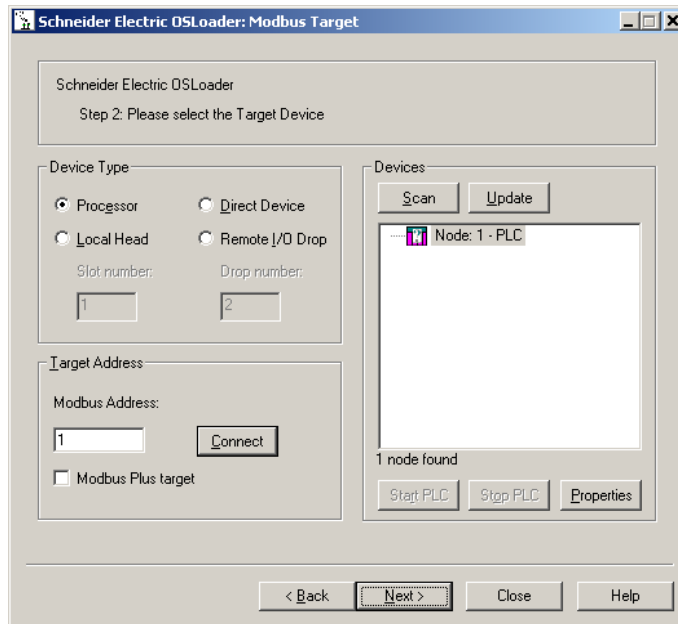 Schneider Electric OSLoader: Modbus Target
Schneider Electric OSLoader
Step 2: Please select the Target Device
Device Type
Processor
Direct Device
Local Head
Remote I/O Drop
Slot number:
Drop number:
1
2
Target Address
Modbus Address:
1
Connect
Modbus Plus target
Devices
Scan
Update
Node: 1 - PLC
1 node found
Start PLC
Stop PLC
Properties
< Back
Next >
Close
Help